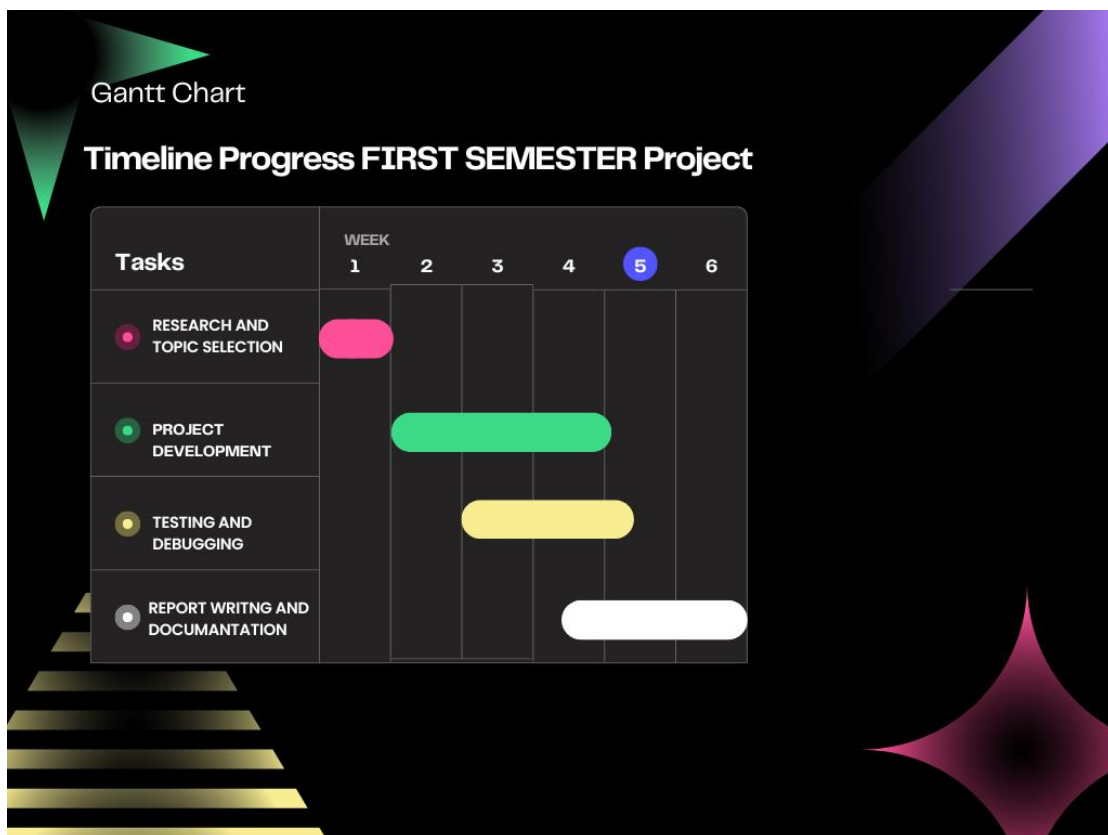 Gantt Chart
Timeline Progress FIRST SEMESTER Project
Tasks
WEEK
1 2 3 4 5 6
RESEARCH AND
TOPIC SELECTION
PROJECT
DEVELOPMENT
TESTING AND
DEBUGGING
REPORT WRITNG AND
DOCUMANTATION